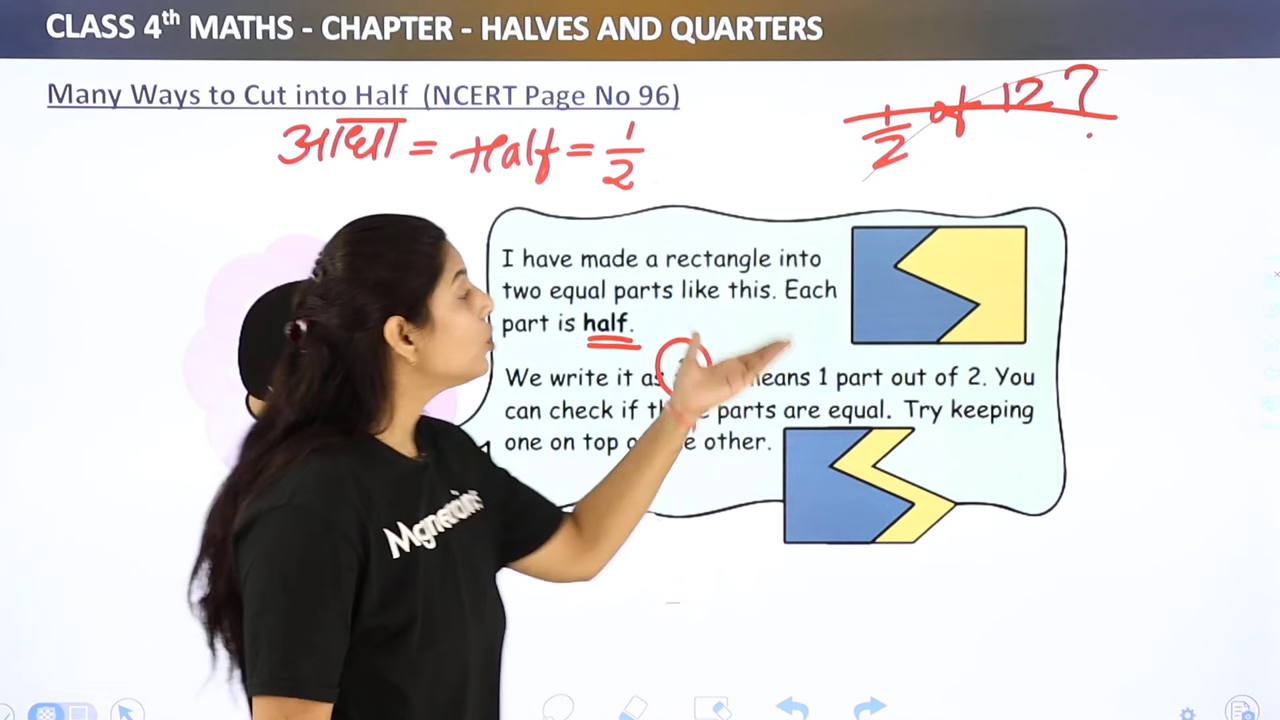 CLASS 4th MATHS - CHAPTER - HALVES AND QUARTERS
Many Ways to Cut into Half (NCERT Page No 96)
1/2 of 12 ?
आधा = Half = 1/2
I have made a rectangle into
two equal parts like this. Each
part is half.
We write it as means 1 part out of 2. You
can check if parts are equal. Try keeping
one on top other.